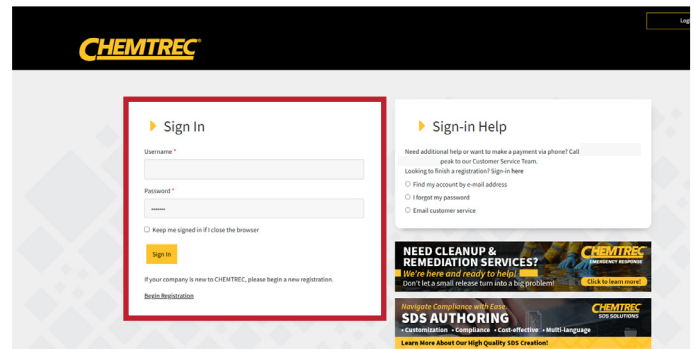 Log
CHEMTREC
Sign In
Username *
Password *
Keep me signed in if I close the browser
Sign In
If your company is new to CHEMTREC, please begin a new registration.
Begin Registration
Sign-in Help
Need additional help or want to make a payment via phone? Call
peak to our Customer Service Team.
Looking to finish a registration? Sign-in here
Find my account by e-mail address
I forgot my password
Email customer service
NEED CLEANUP &
REMEDIATION SERVICES?
We're here and ready to help!
Don't let a small release turn into a big problem!
CHEMTREC
EMERGENCY RESPONSE
Click to learn more!
Navigate Compliance with Ease
SDS AUTHORING
• Customization • Compliance • Cost-effective • Multi-language
Learn More About Our High Quality SDS Creation!
CHEMTREC
SDS SOLUTIONS